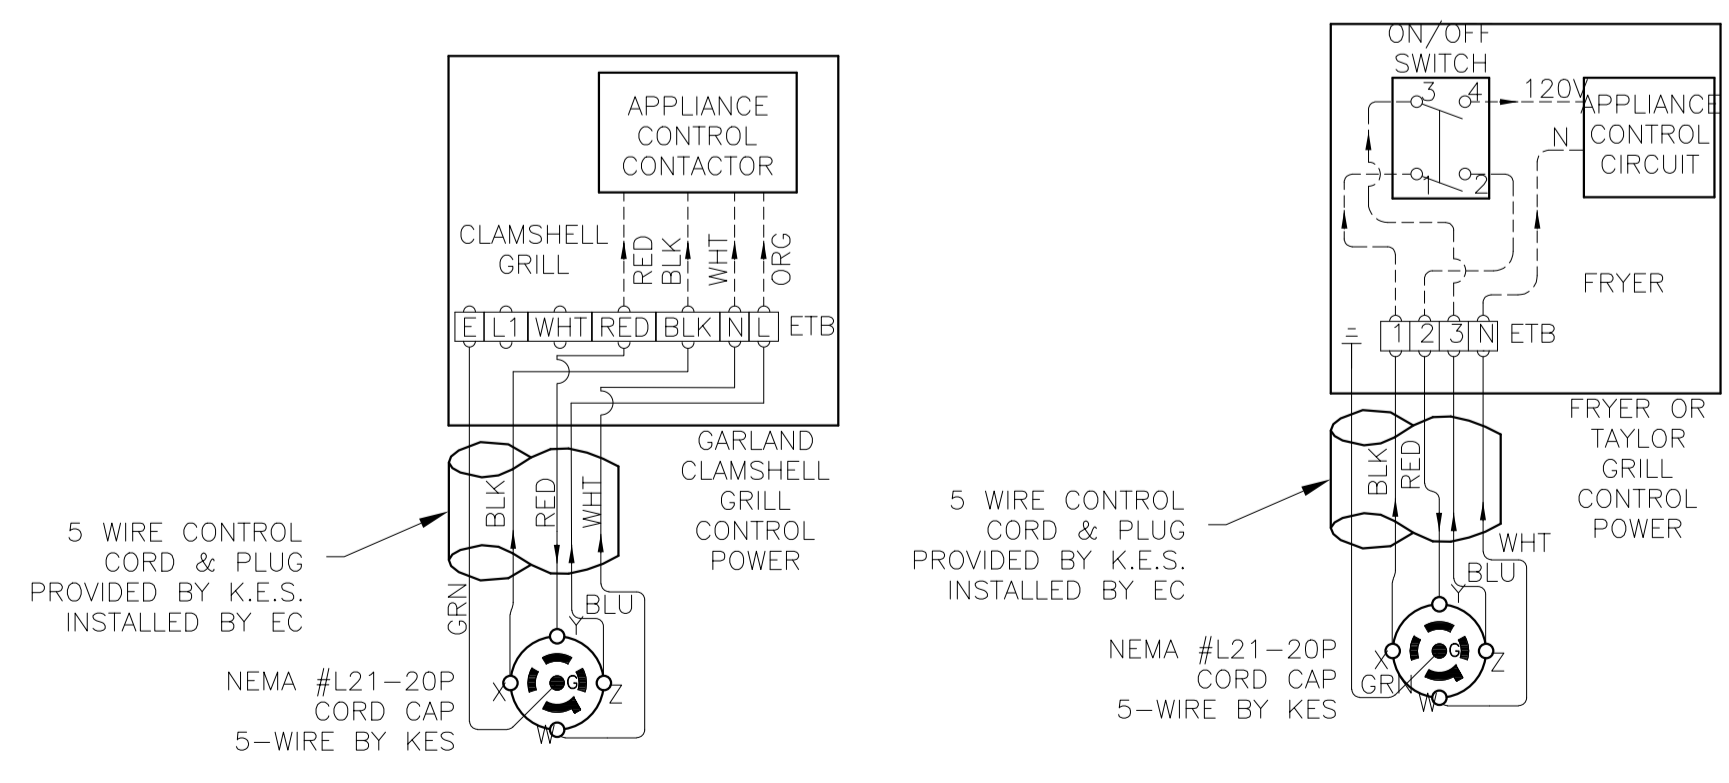 APPLIANCE
CONTROL
CONTACTOR
CLAMSHELL
GRILL
RED
BLK
WHT
ORG
E L1 WHT RED BLK N L ETB
GARLAND
CLAMSHELL
GRILL
CONTROL
POWER
BLK
RED
WHT
5 WIRE CONTROL
CORD & PLUG
PROVIDED BY K.E.S.
INSTALLED BY EC
GRN
BLU
NEMA #L21-20P
CORD CAP
5-WIRE BY KES
X
G
Z
W
ON/OFF
SWITCH
3 4
1 2
120V
N
APPLIANCE
CONTROL
CIRCUIT
FRYER
1 2 3 N ETB
FRYER OR
TAYLOR
GRILL
CONTROL
POWER
BLK
RED
5 WIRE CONTROL
CORD & PLUG
PROVIDED BY K.E.S.
INSTALLED BY EC
WHT
BLU
NEMA #L21-20P
CORD CAP
5-WIRE BY KES
X
G
Z
GRN
W